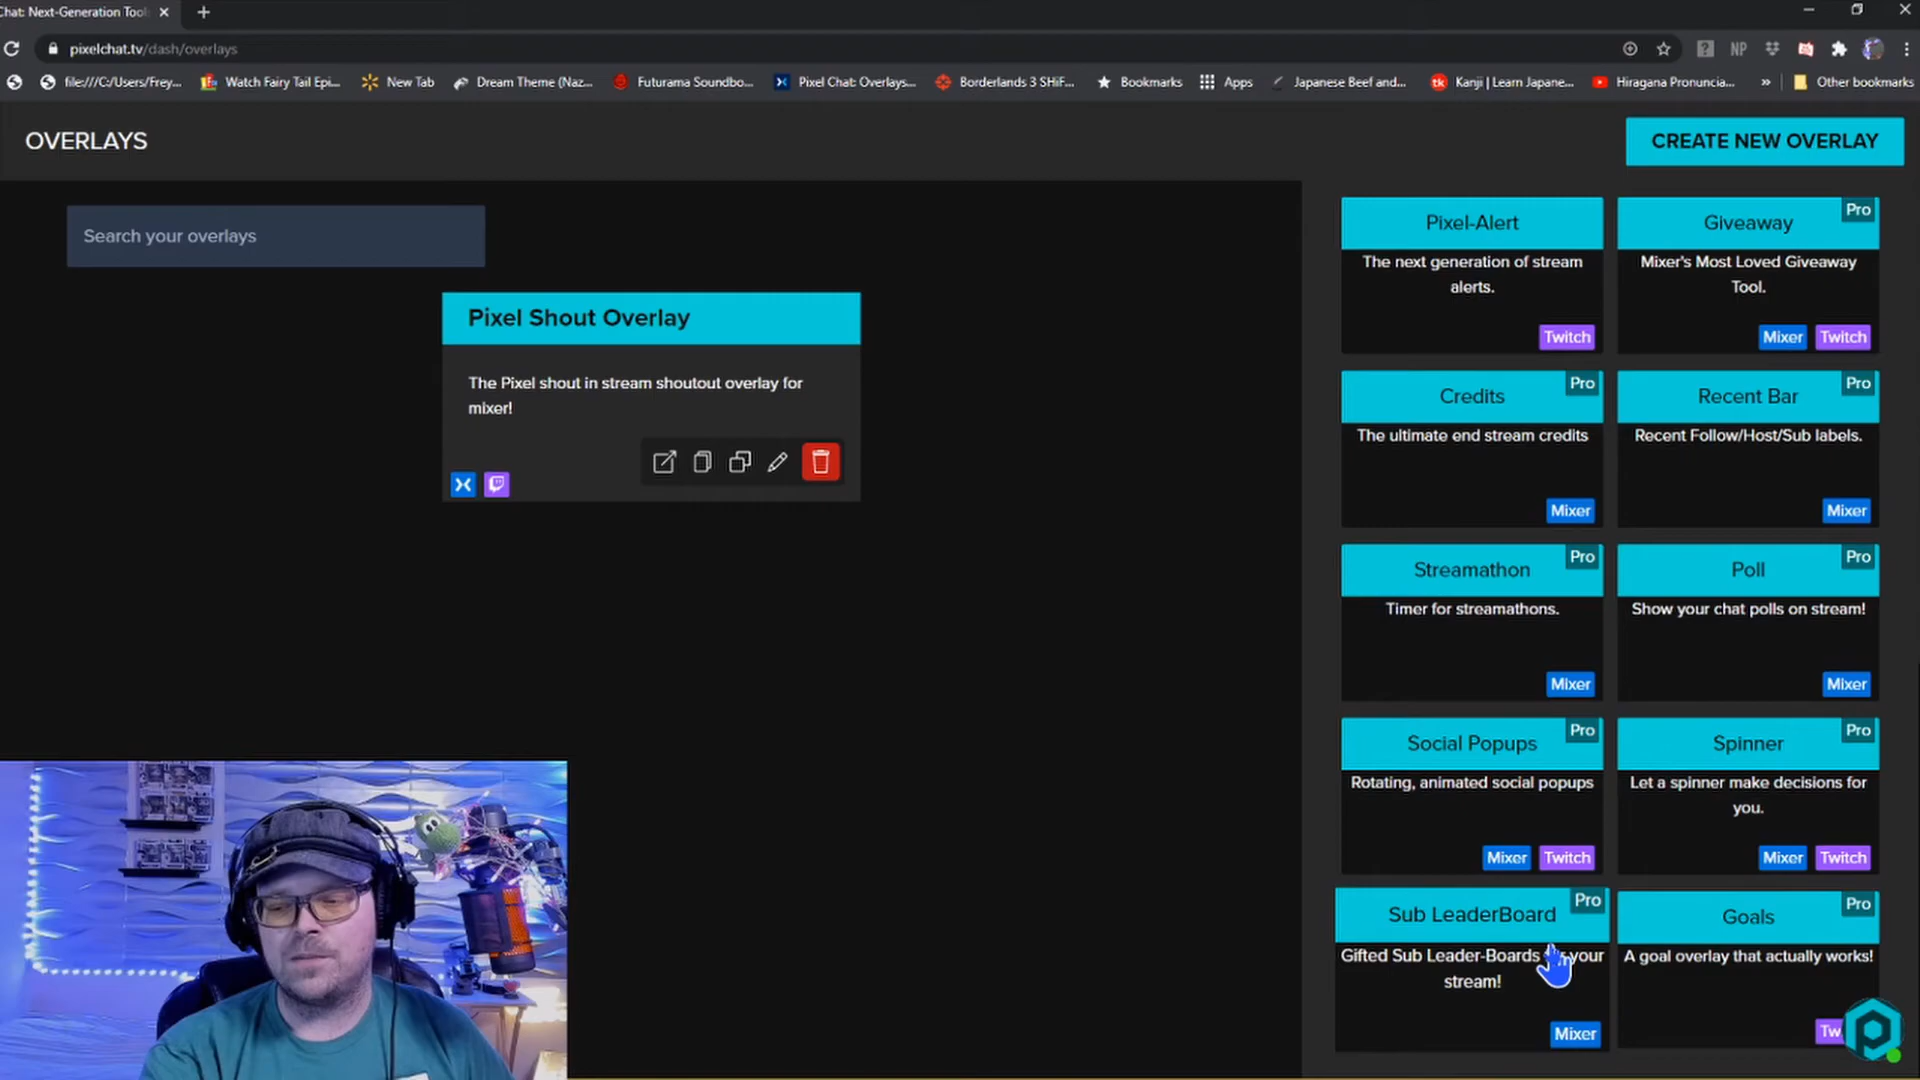 Chat: Next-Generation Tool
pixelchat.tv/dash/overlays
NP
file:///C:/Users/Frey...
Watch Fairy Tail Epi...
New Tab
Dream Theme (Naz...
Futurama Soundbo...
Pixel Chat: Overlays...
Borderlands 3 SHiF...
Bookmarks
Apps
Japanese Beef and...
Kanji | Learn Japane...
Hiragana Pronuncia...
Other bookmarks
OVERLAYS
CREATE NEW OVERLAY
Search your overlays
Pixel Shout Overlay
The Pixel shout in stream shoutout overlay for
mixer!
Pixel-Alert
The next generation of stream
alerts.
Twitch
Giveaway
Pro
Mixer's Most Loved Giveaway
Tool.
Mixer Twitch
Credits
Pro
The ultimate end stream credits
Mixer
Recent Bar
Pro
Recent Follow/Host/Sub labels.
Mixer
Streamathon
Pro
Timer for streamathons.
Mixer
Poll
Pro
Show your chat polls on stream!
Mixer
Social Popups
Pro
Rotating, animated social popups
Mixer Twitch
Spinner
Pro
Let a spinner make decisions for
you.
Mixer Twitch
Sub LeaderBoard
Pro
Gifted Sub Leader-Boards your
stream!
Mixer
Goals
Pro
A goal overlay that actually works!
Tw